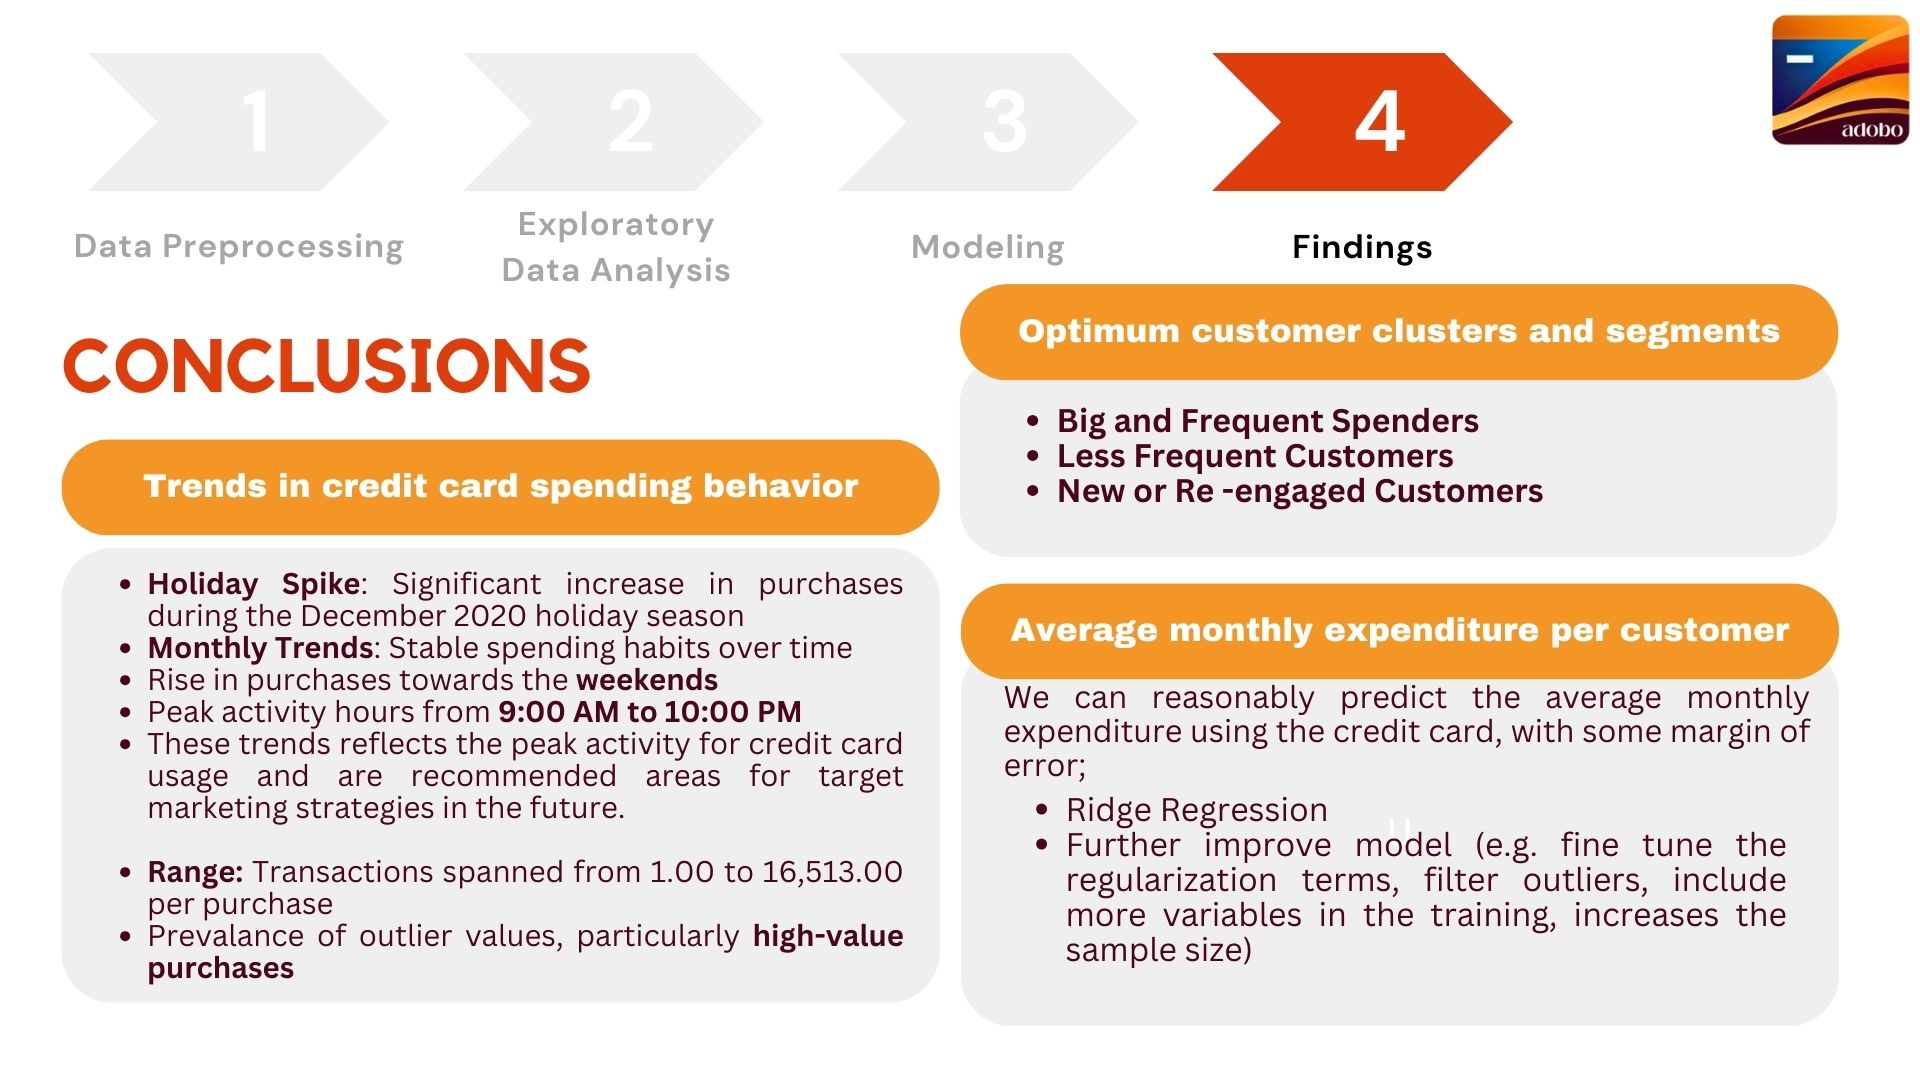 1
2
3
4
adobo
Data Preprocessing
Exploratory
Data Analysis
Modeling
Findings
CONCLUSIONS
Trends in credit card spending behavior
• Holiday Spike: Significant increase in purchases
during the December 2020 holiday season
• Monthly Trends: Stable spending habits over time
• Rise in purchases towards the weekends
• Peak activity hours from 9:00 AM to 10:00 PM
• These trends reflects the peak activity for credit card
usage and are recommended areas for target
marketing strategies in the future.
• Range: Transactions spanned from 1.00 to 16,513.00
per purchase
• Prevalance of outlier values, particularly high-value
purchases
Optimum customer clusters and segments
• Big and Frequent Spenders
• Less Frequent Customers
• New or Re -engaged Customers
Average monthly expenditure per customer
We can reasonably predict the average monthly
expenditure using the credit card, with some margin of
error;
• Ridge Regression
• Further improve model (e.g. fine tune the
regularization terms, filter outliers, include
more variables in the training, increases the
sample size)